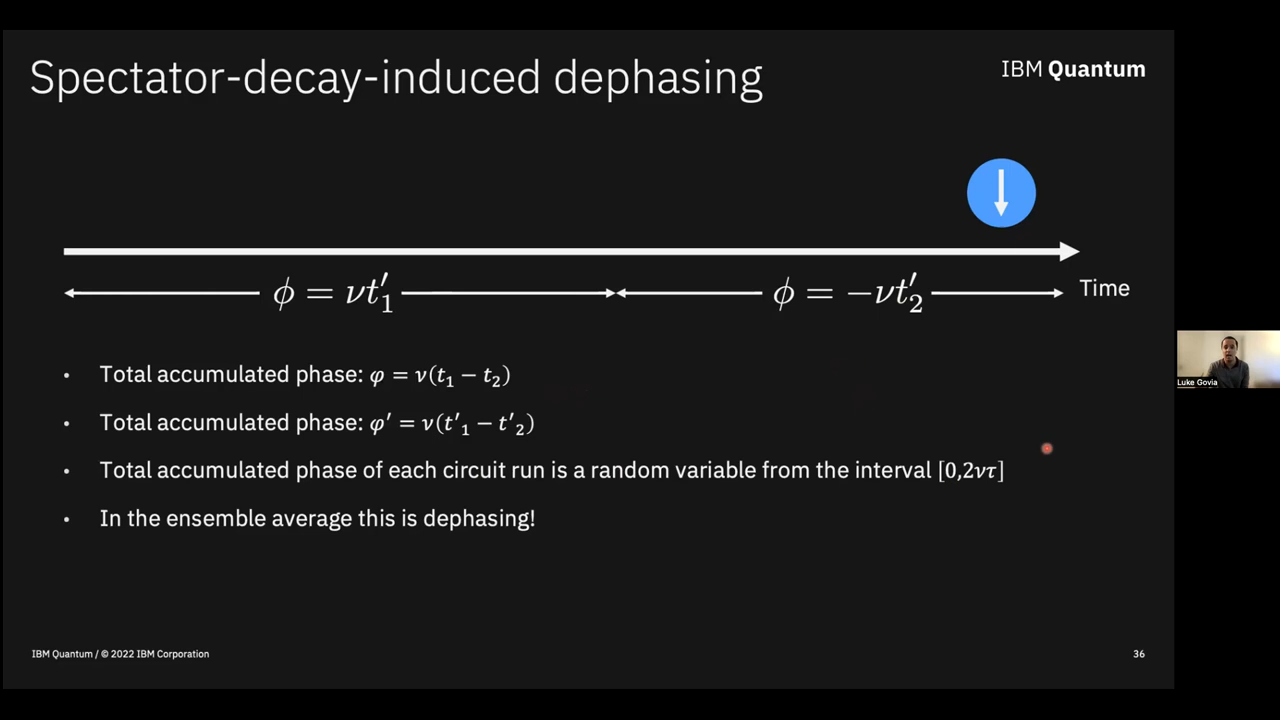 Spectator-decay-induced dephasing
IBM Quantum
ϕ = νt′₁
ϕ = −νt′₂
Time
• Total accumulated phase: φ = ν(t₁ − t₂)
• Total accumulated phase: φ′ = ν(t′₁ − t′₂)
• Total accumulated phase of each circuit run is a random variable from the interval [0,2ντ]
• In the ensemble average this is dephasing!
Luke Govia
IBM Quantum / © 2022 IBM Corporation
36